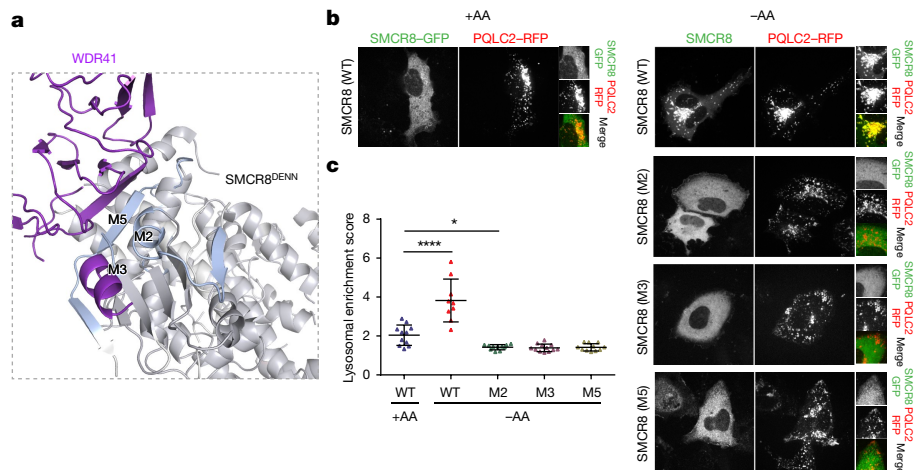 a
WDR41
SMCR8DENN
M5
M2
M3
b
+AA
SMCR8–GFP
PQLC2–RFP
SMCR8 (WT)
SMCR8 PQLC2
GFP
RFP
Merge
–AA
SMCR8
PQLC2–RFP
SMCR8 (WT)
SMCR8 PQLC2
GFP
RFP
Merge
SMCR8 (M2)
SMCR8 PQLC2
GFP
RFP
Merge
SMCR8 (M3)
SMCR8 PQLC2
GFP
RFP
Merge
SMCR8 (M5)
SMCR8 PQLC2
GFP
RFP
Merge
c
Lysosomal enrichment score
8
6
4
2
0
*
****
WT WT M2 M3 M5
+AA –AA